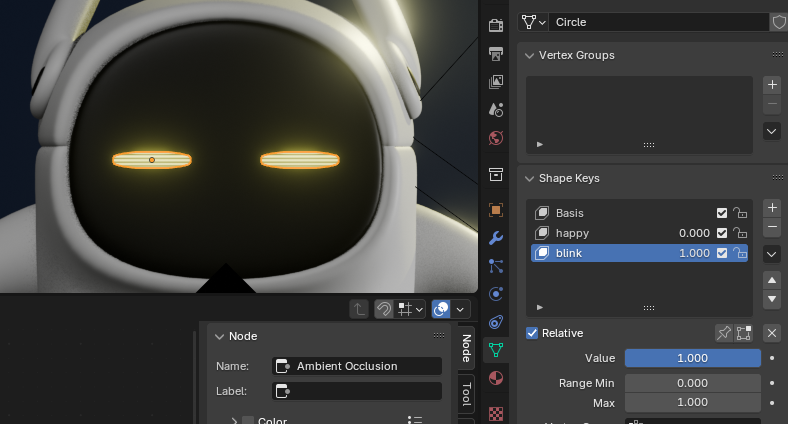 Circle
Vertex Groups
Shape Keys
Basis
happy 0.000
blink 1.000
Relative
Value 1.000
Range Min 0.000
Max 1.000
Node
Name: Ambient Occlusion
Label:
Color
Node
Tool